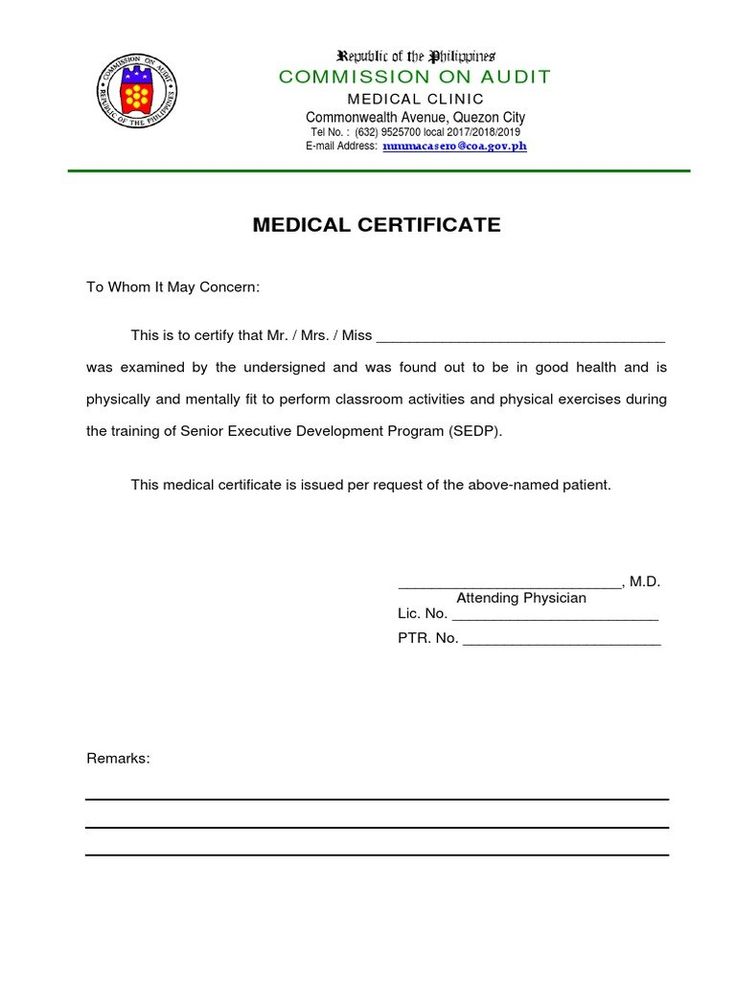 COMMISSION ON AUDIT
REPUBLIC OF THE PHILIPPINES
Republic of the Philippines
COMMISSION ON AUDIT
MEDICAL CLINIC
Commonwealth Avenue, Quezon City
Tel No. : (632) 9525700 local 2017/2018/2019
E-mail Address: mmmacasero@coa.gov.ph
MEDICAL CERTIFICATE
To Whom It May Concern:
This is to certify that Mr. / Mrs. / Miss ___________________________________
was examined by the undersigned and was found out to be in good health and is
physically and mentally fit to perform classroom activities and physical exercises during
the training of Senior Executive Development Program (SEDP).
This medical certificate is issued per request of the above-named patient.
___________________________, M.D.
Attending Physician
Lic. No. _________________________
PTR. No. ________________________
Remarks: